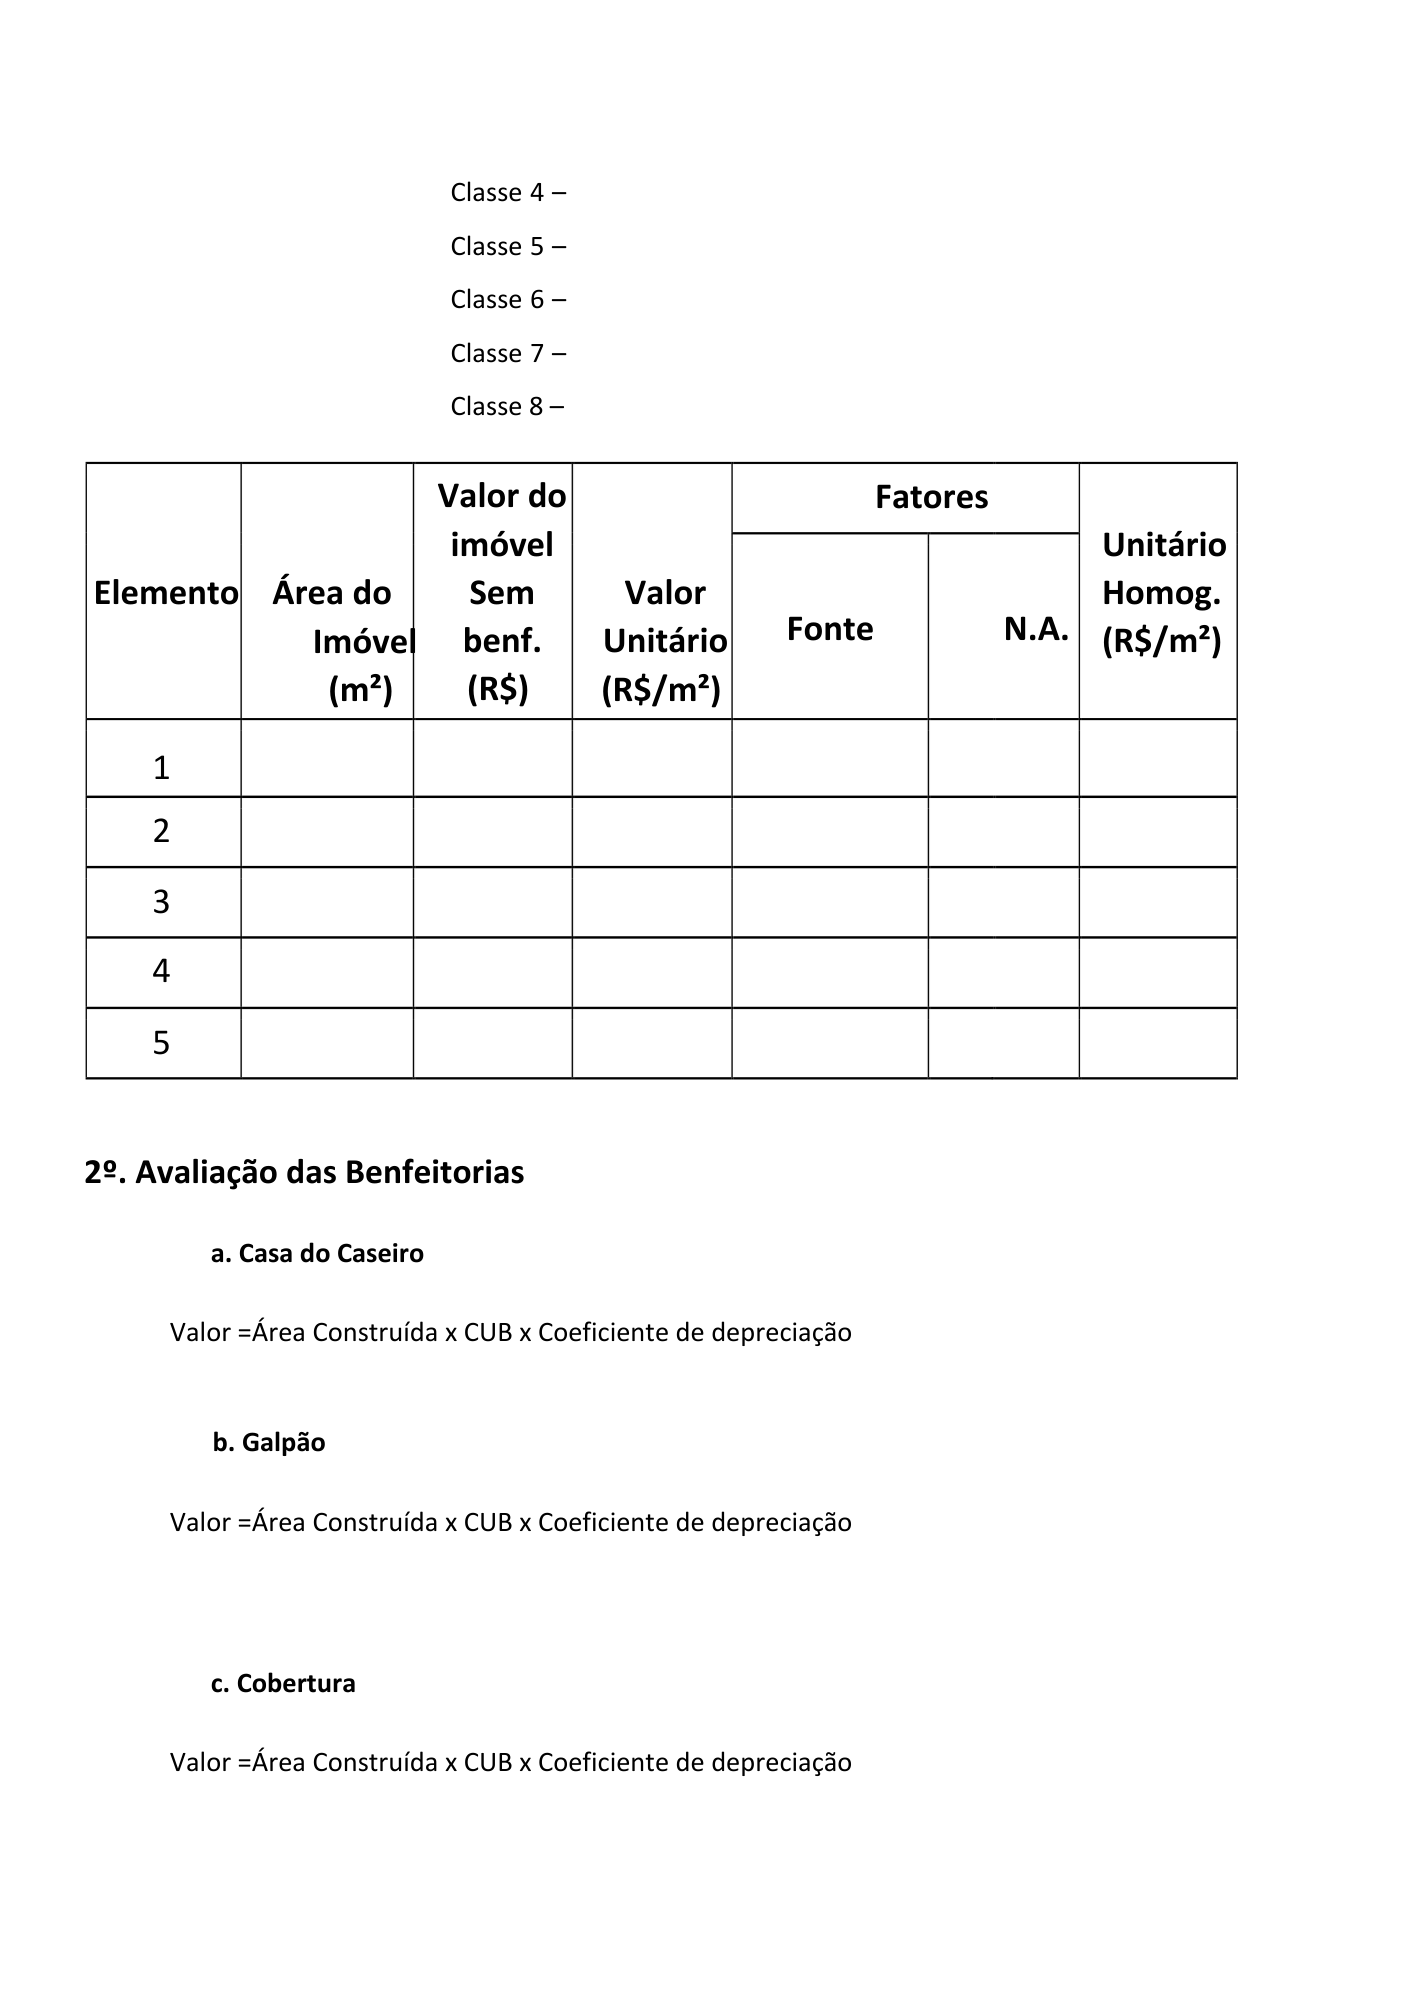 Classe 4 –
Classe 5 –
Classe 6 –
Classe 7 –
Classe 8 –
Elemento
Área do
Imóvel
(m²)
Valor do
imóvel
Sem
benf.
(R$)
Valor
Unitário
(R$/m²)
Fatores
Fonte
N.A.
Unitário
Homog.
(R$/m²)
1
2
3
4
5
2º. Avaliação das Benfeitorias
a. Casa do Caseiro
Valor =Área Construída x CUB x Coeficiente de depreciação
b. Galpão
Valor =Área Construída x CUB x Coeficiente de depreciação
c. Cobertura
Valor =Área Construída x CUB x Coeficiente de depreciação